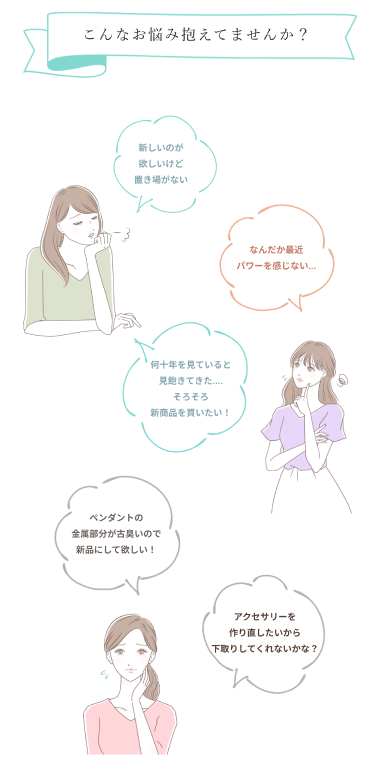 こんなお悩み抱えてませんか？
新しいのが
欲しいけど
置き場がない
なんだか最近
パワーを感じない...
何十年を見ていると
見飽きてきた....
そろそろ
新商品を買いたい！
ペンダントの
金属部分が古臭いので
新品にして欲しい！
アクセサリーを
作り直したいから
下取りしてくれないかな？